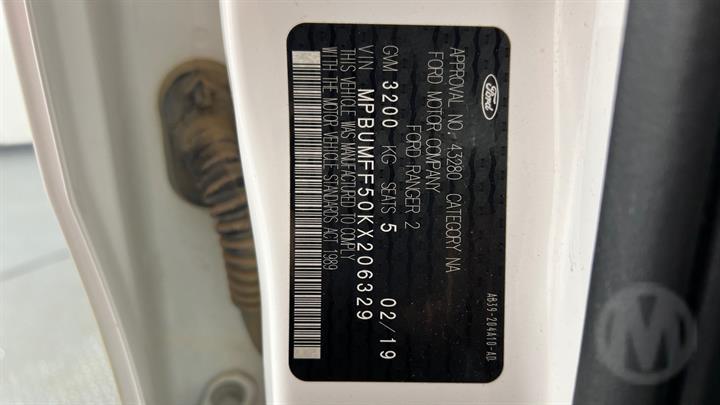 Ford
APPROVAL NO. 43280 CATEGORY NA
FORD MOTOR COMPANY
FORD RANGER 2
GVM 3200 KG SEATS 5 02/19
VIN MPBUMFF50KX206329
THIS VEHICLE WAS MANUFACTURED TO COMPLY
WITH THE MOTOR VEHICLE STANDARDS ACT 1989
AB39-204A10-AD
M